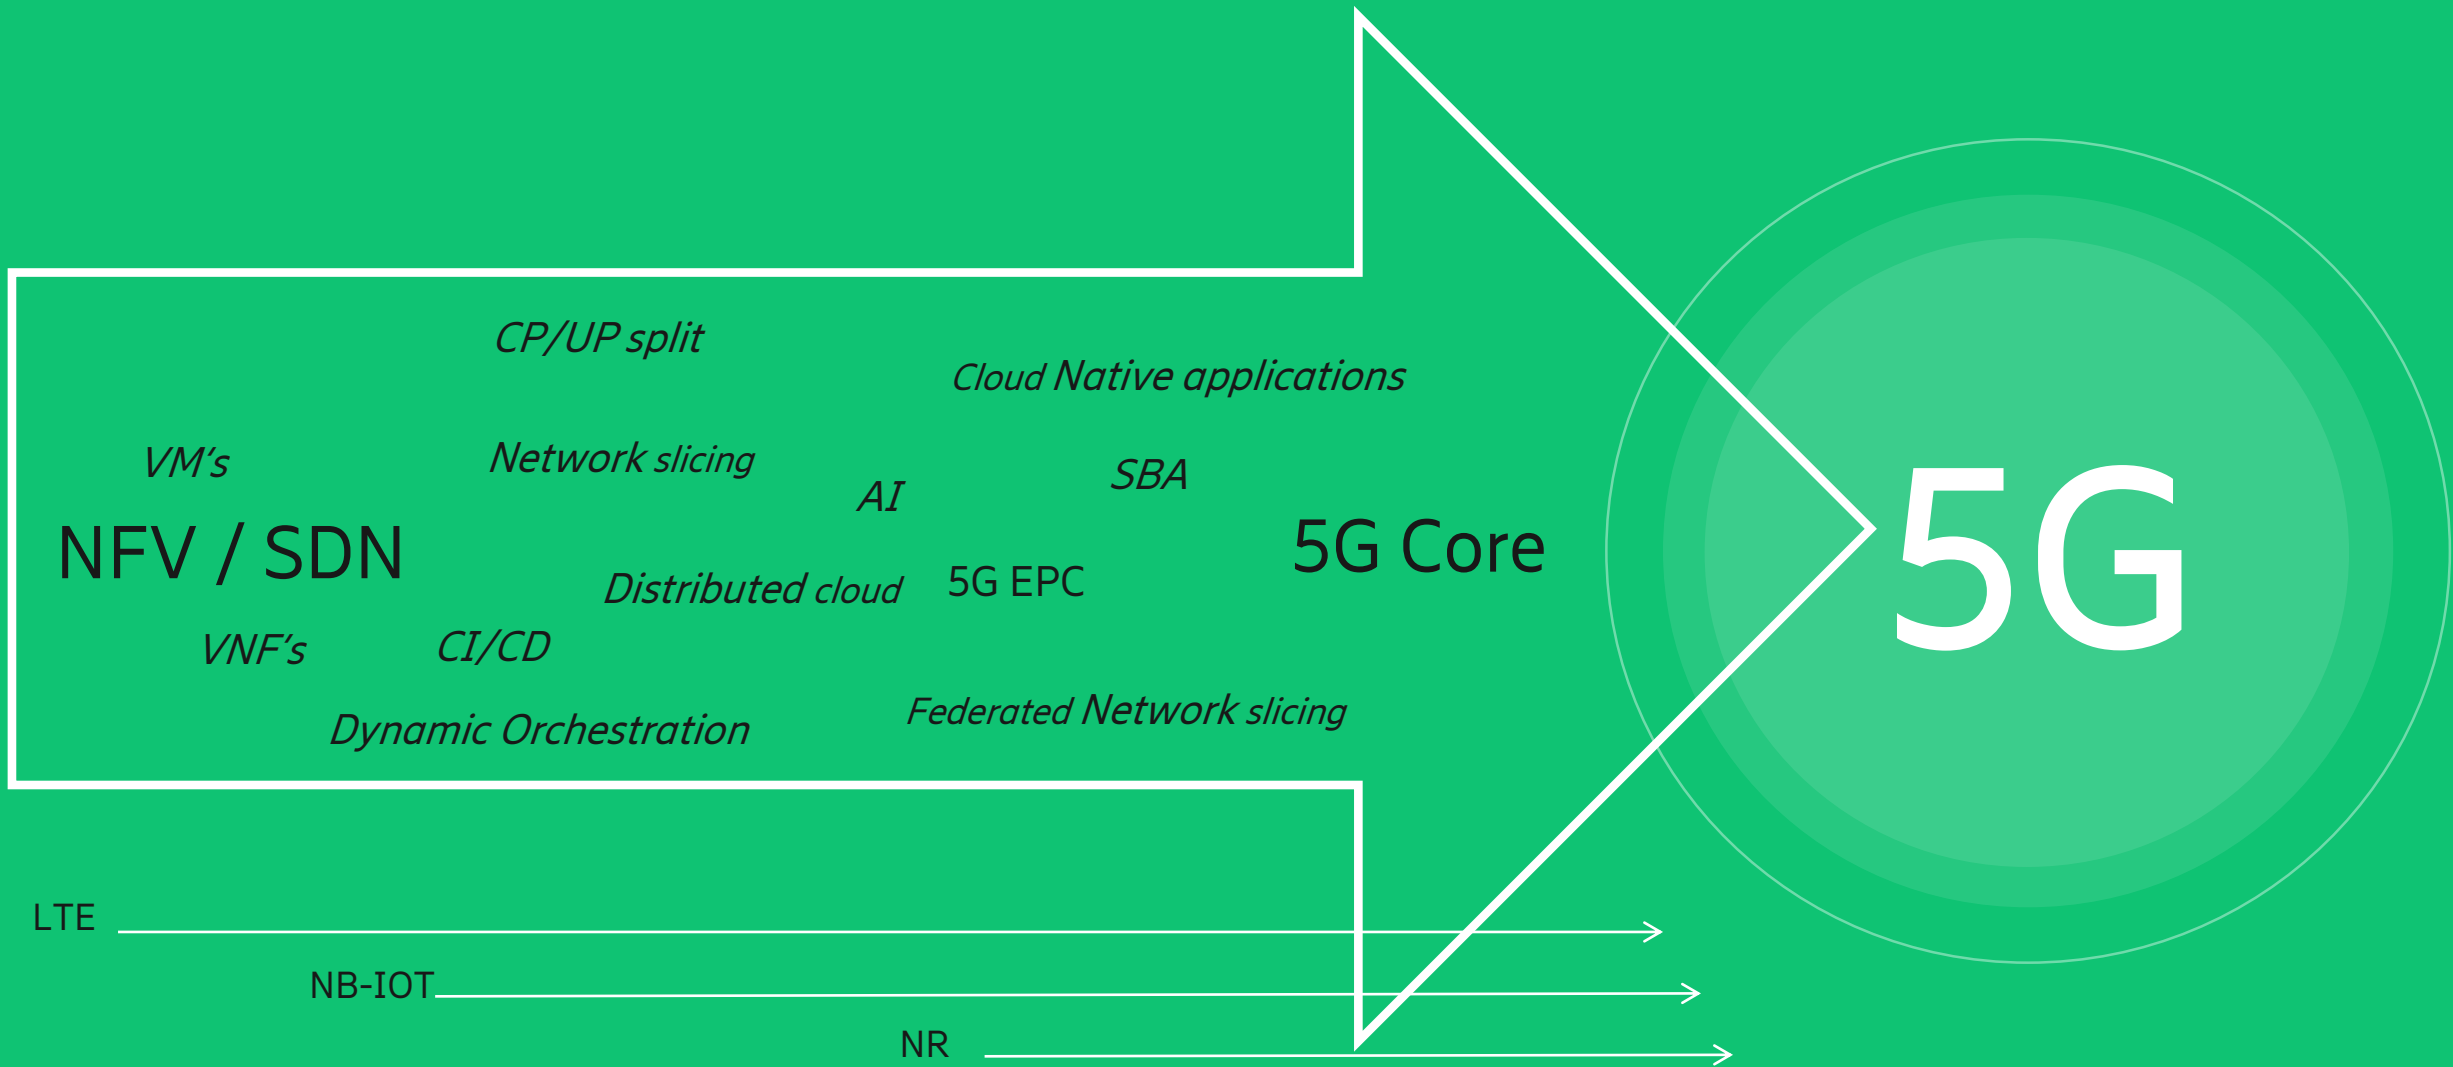 CP/UP split
Cloud Native applications
VM’s
Network slicing
SBA
AI
NFV / SDN
5G Core
5G
Distributed cloud
5G EPC
VNF’s
CI/CD
Dynamic Orchestration
Federated Network slicing
LTE
NB-IOT
NR